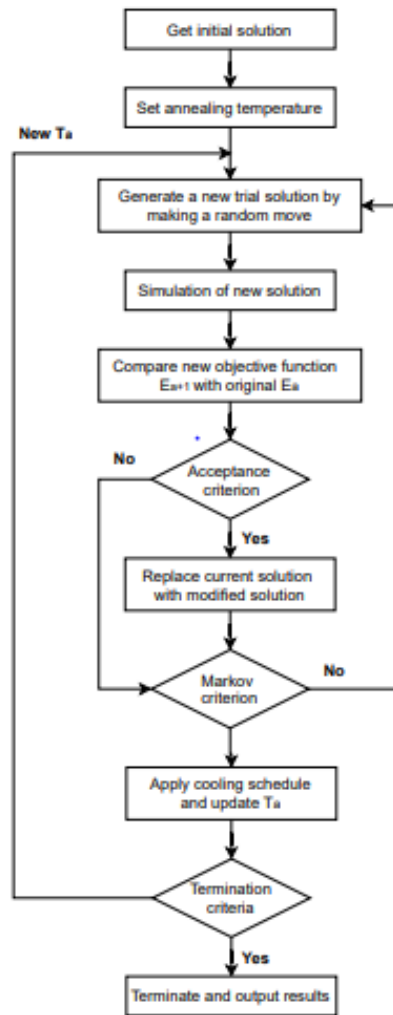 Get initial solution
Set annealing temperature
New Ta
Generate a new trial solution by
making a random move
Simulation of new solution
Compare new objective function
Ea+1 with original Ea
*
No
Acceptance
criterion
Yes
Replace current solution
with modified solution
Markov
criterion
No
Apply cooling schedule
and update Ta
Termination
criteria
Yes
Terminate and output results